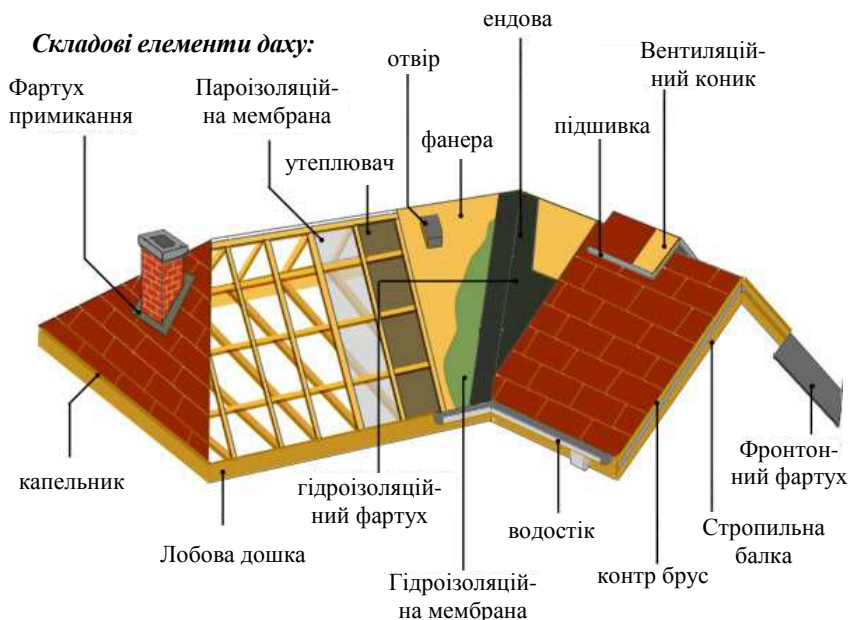 Складові елементи даху:
ендова
отвір
Вентиляцій-
ний коник
Фартух
примикання
Пароізоляцій-
на мембрана
підшивка
фанера
утеплювач
капельник
гідроізоляцій-
ний фартух
Фронтон-
ний фартух
водостік
Стропильна
балка
Лобова дошка
Гідроізоляцій-
на мембрана
контр брус